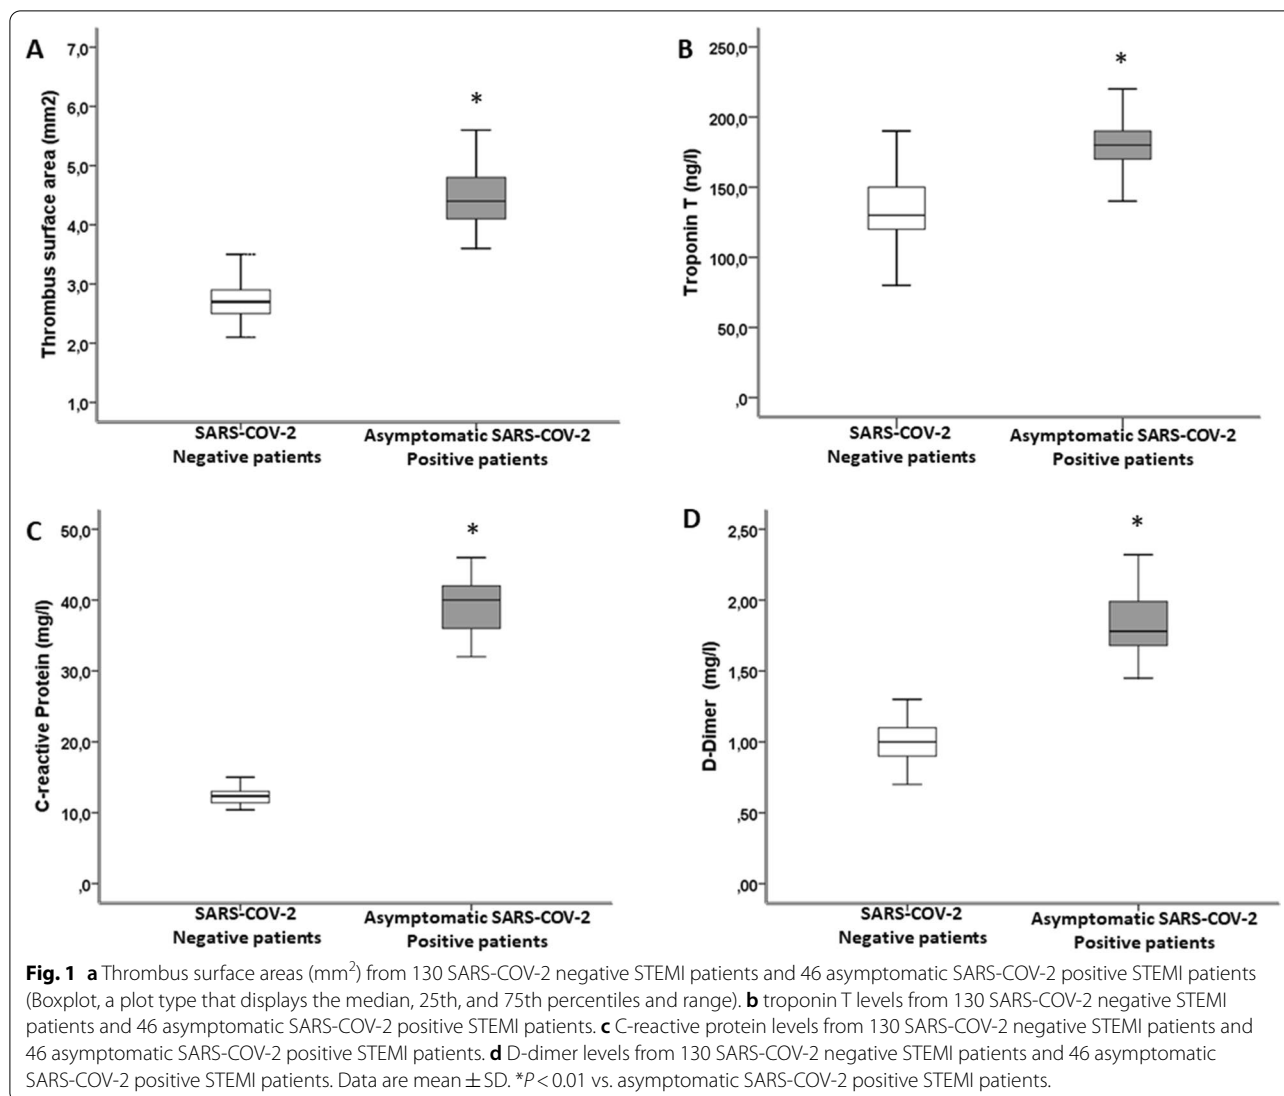 A
7,0
6,0
5,0
4,0
3,0
2,0
1,0
Thrombus surface area (mm2)
*
SARS-COV-2
Negative patients
Asymptomatic SARS-COV-2
Positive patients
B
250,0
200,0
150,0
100,0
50,0
,0
Troponin T (ng/l)
*
SARS-COV-2
Negative patients
Asymptomatic SARS-COV-2
Positive patients
C
50,0
40,0
30,0
20,0
10,0
,0
C-reactive Protein (mg/l)
*
SARS-COV-2
Negative patients
Asymptomatic SARS-COV-2
Positive patients
D
2,50
2,00
1,50
1,00
,50
,00
D-Dimer (mg/l)
*
SARS-COV-2
Negative patients
Asymptomatic SARS-COV-2
Positive patients
Fig. 1 a Thrombus surface areas (mm²) from 130 SARS-COV-2 negative STEMI patients and 46 asymptomatic SARS-COV-2 positive STEMI patients
(Boxplot, a plot type that displays the median, 25th, and 75th percentiles and range). b troponin T levels from 130 SARS-COV-2 negative STEMI
patients and 46 asymptomatic SARS-COV-2 positive STEMI patients. c C-reactive protein levels from 130 SARS-COV-2 negative STEMI patients and
46 asymptomatic SARS-COV-2 positive STEMI patients. d D-dimer levels from 130 SARS-COV-2 negative STEMI patients and 46 asymptomatic
SARS-COV-2 positive STEMI patients. Data are mean ± SD. *P < 0.01 vs. asymptomatic SARS-COV-2 positive STEMI patients.